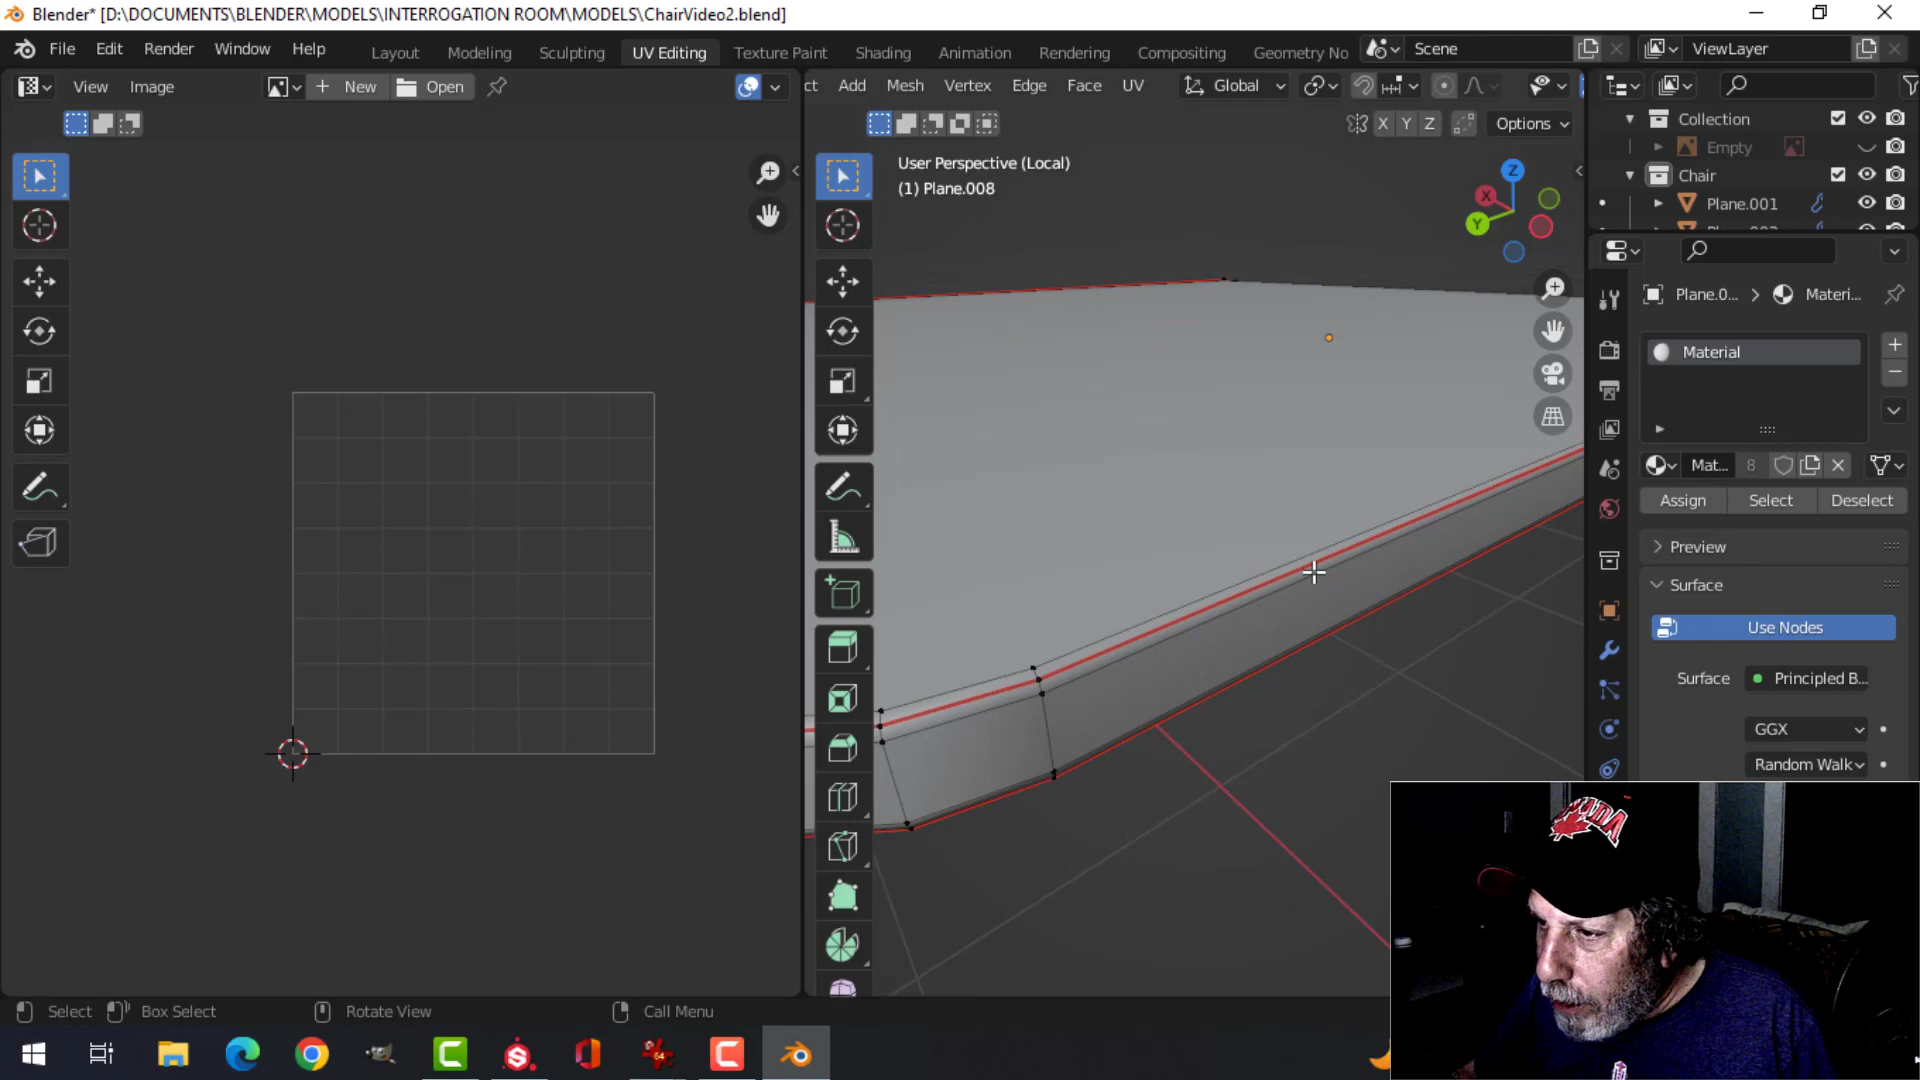 Blender* [D:\DOCUMENTS\BLENDER\MODELS\INTERROGATION ROOM\MODELS\ChairVideo2.blend]
File Edit Render Window Help Layout Modeling Sculpting UV Editing Texture Paint Shading Animation Rendering Compositing Geometry No Scene ViewLayer
View Image New Open ct Add Mesh Vertex Edge Face UV Global
X Y Z Options
Collection
Empty
Chair
Plane.001
User Perspective (Local)
(1) Plane.008
Z
X
Y
Plane.0... Materi...
Material
Mat... 8
Assign Select Deselect
Preview
Surface
Use Nodes
Surface Principled B...
GGX
Random Walk
Select Box Select Rotate View Call Menu